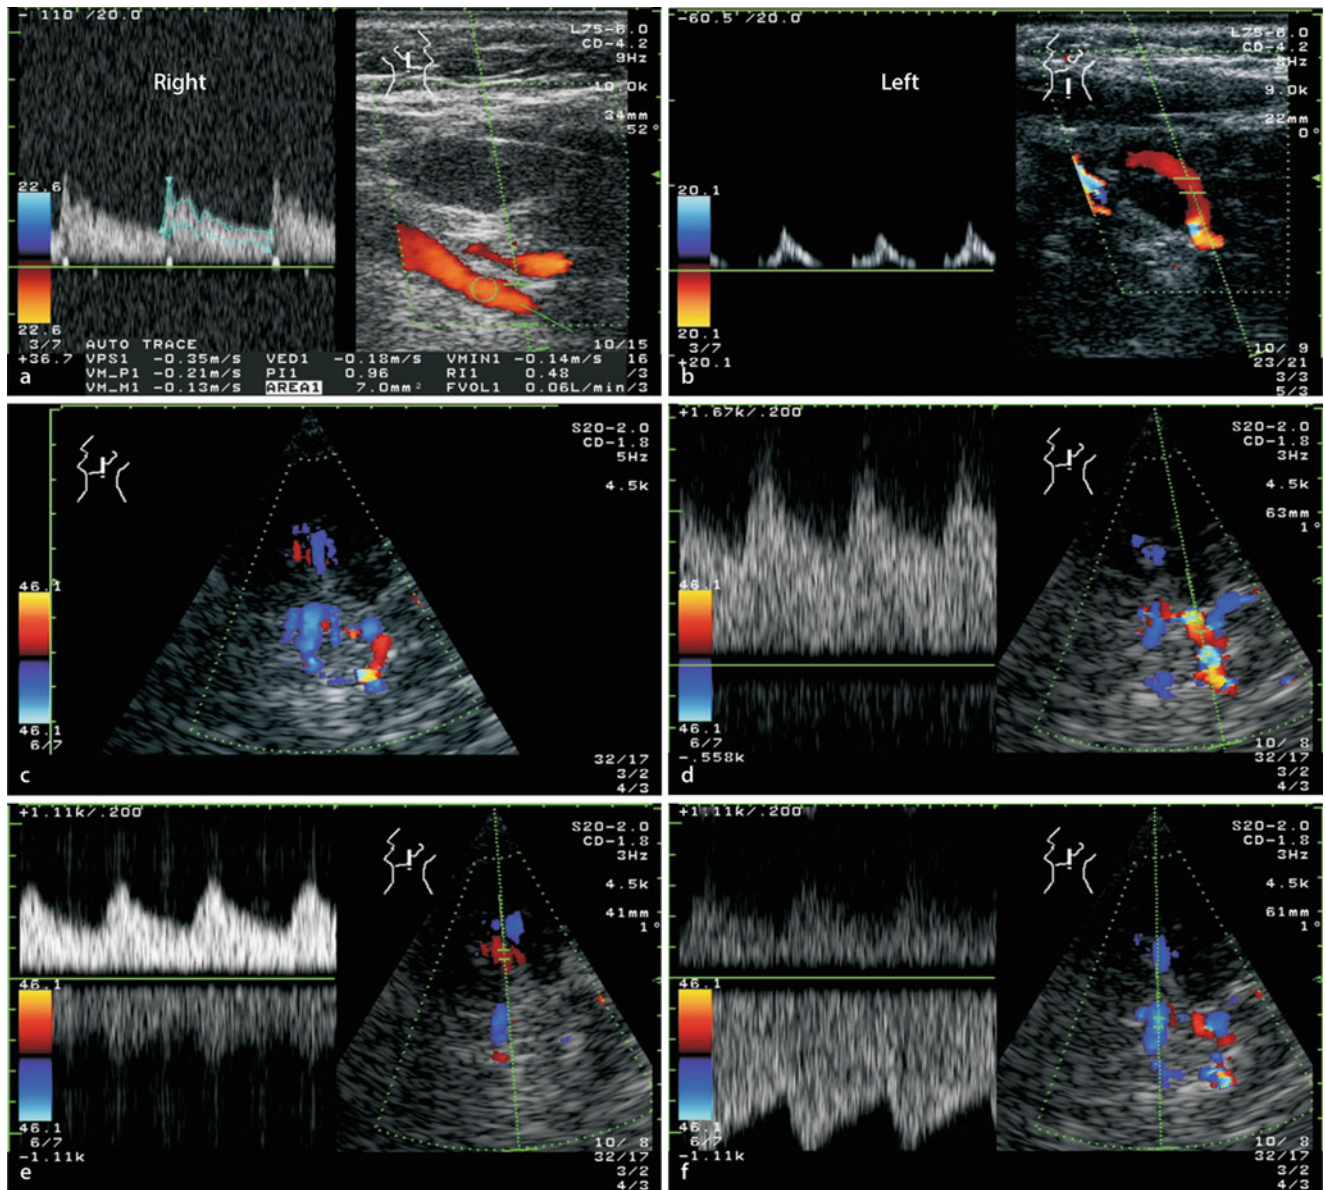 - 110 /20.0
L75-6.0
CD-4.2
9Hz
10.0k
34mm
52°
Right
22.6
22.6
3/7
10/15
+36.7
16
/3
/3
AUTO TRACE
VPS1 -0.35m/s VED1 -0.18m/s VMIN1 -0.14m/s
VM_P1 -0.21m/s PI1 0.96 RI1 0.48
VM_M1 -0.13m/s AREA1 7.0mm² FVOL1 0.06L/min
a
-60.5 /20.0
L75-6.0
CD-4.2
8Hz
9.0k
22mm
0°
Left
20.1
20.1
3/7
+20.1
10/ 9
23/21
3/3
5/3
b
S20-2.0
CD-1.8
5Hz
4.5k
46.1
46.1
6/7
32/17
3/2
4/3
c
+1.67k/.200
S20-2.0
CD-1.8
3Hz
4.5k
63mm
1°
46.1
46.1
6/7
-.558k
10/ 8
32/17
3/2
4/3
d
+1.11k/.200
S20-2.0
CD-1.8
3Hz
4.5k
41mm
1°
46.1
46.1
6/7
-1.11k
10/ 8
32/17
3/2
4/3
e
+1.11k/.200
S20-2.0
CD-1.8
3Hz
4.5k
61mm
1°
46.1
46.1
6/7
-1.11k
10/ 8
32/17
3/2
4/3
f